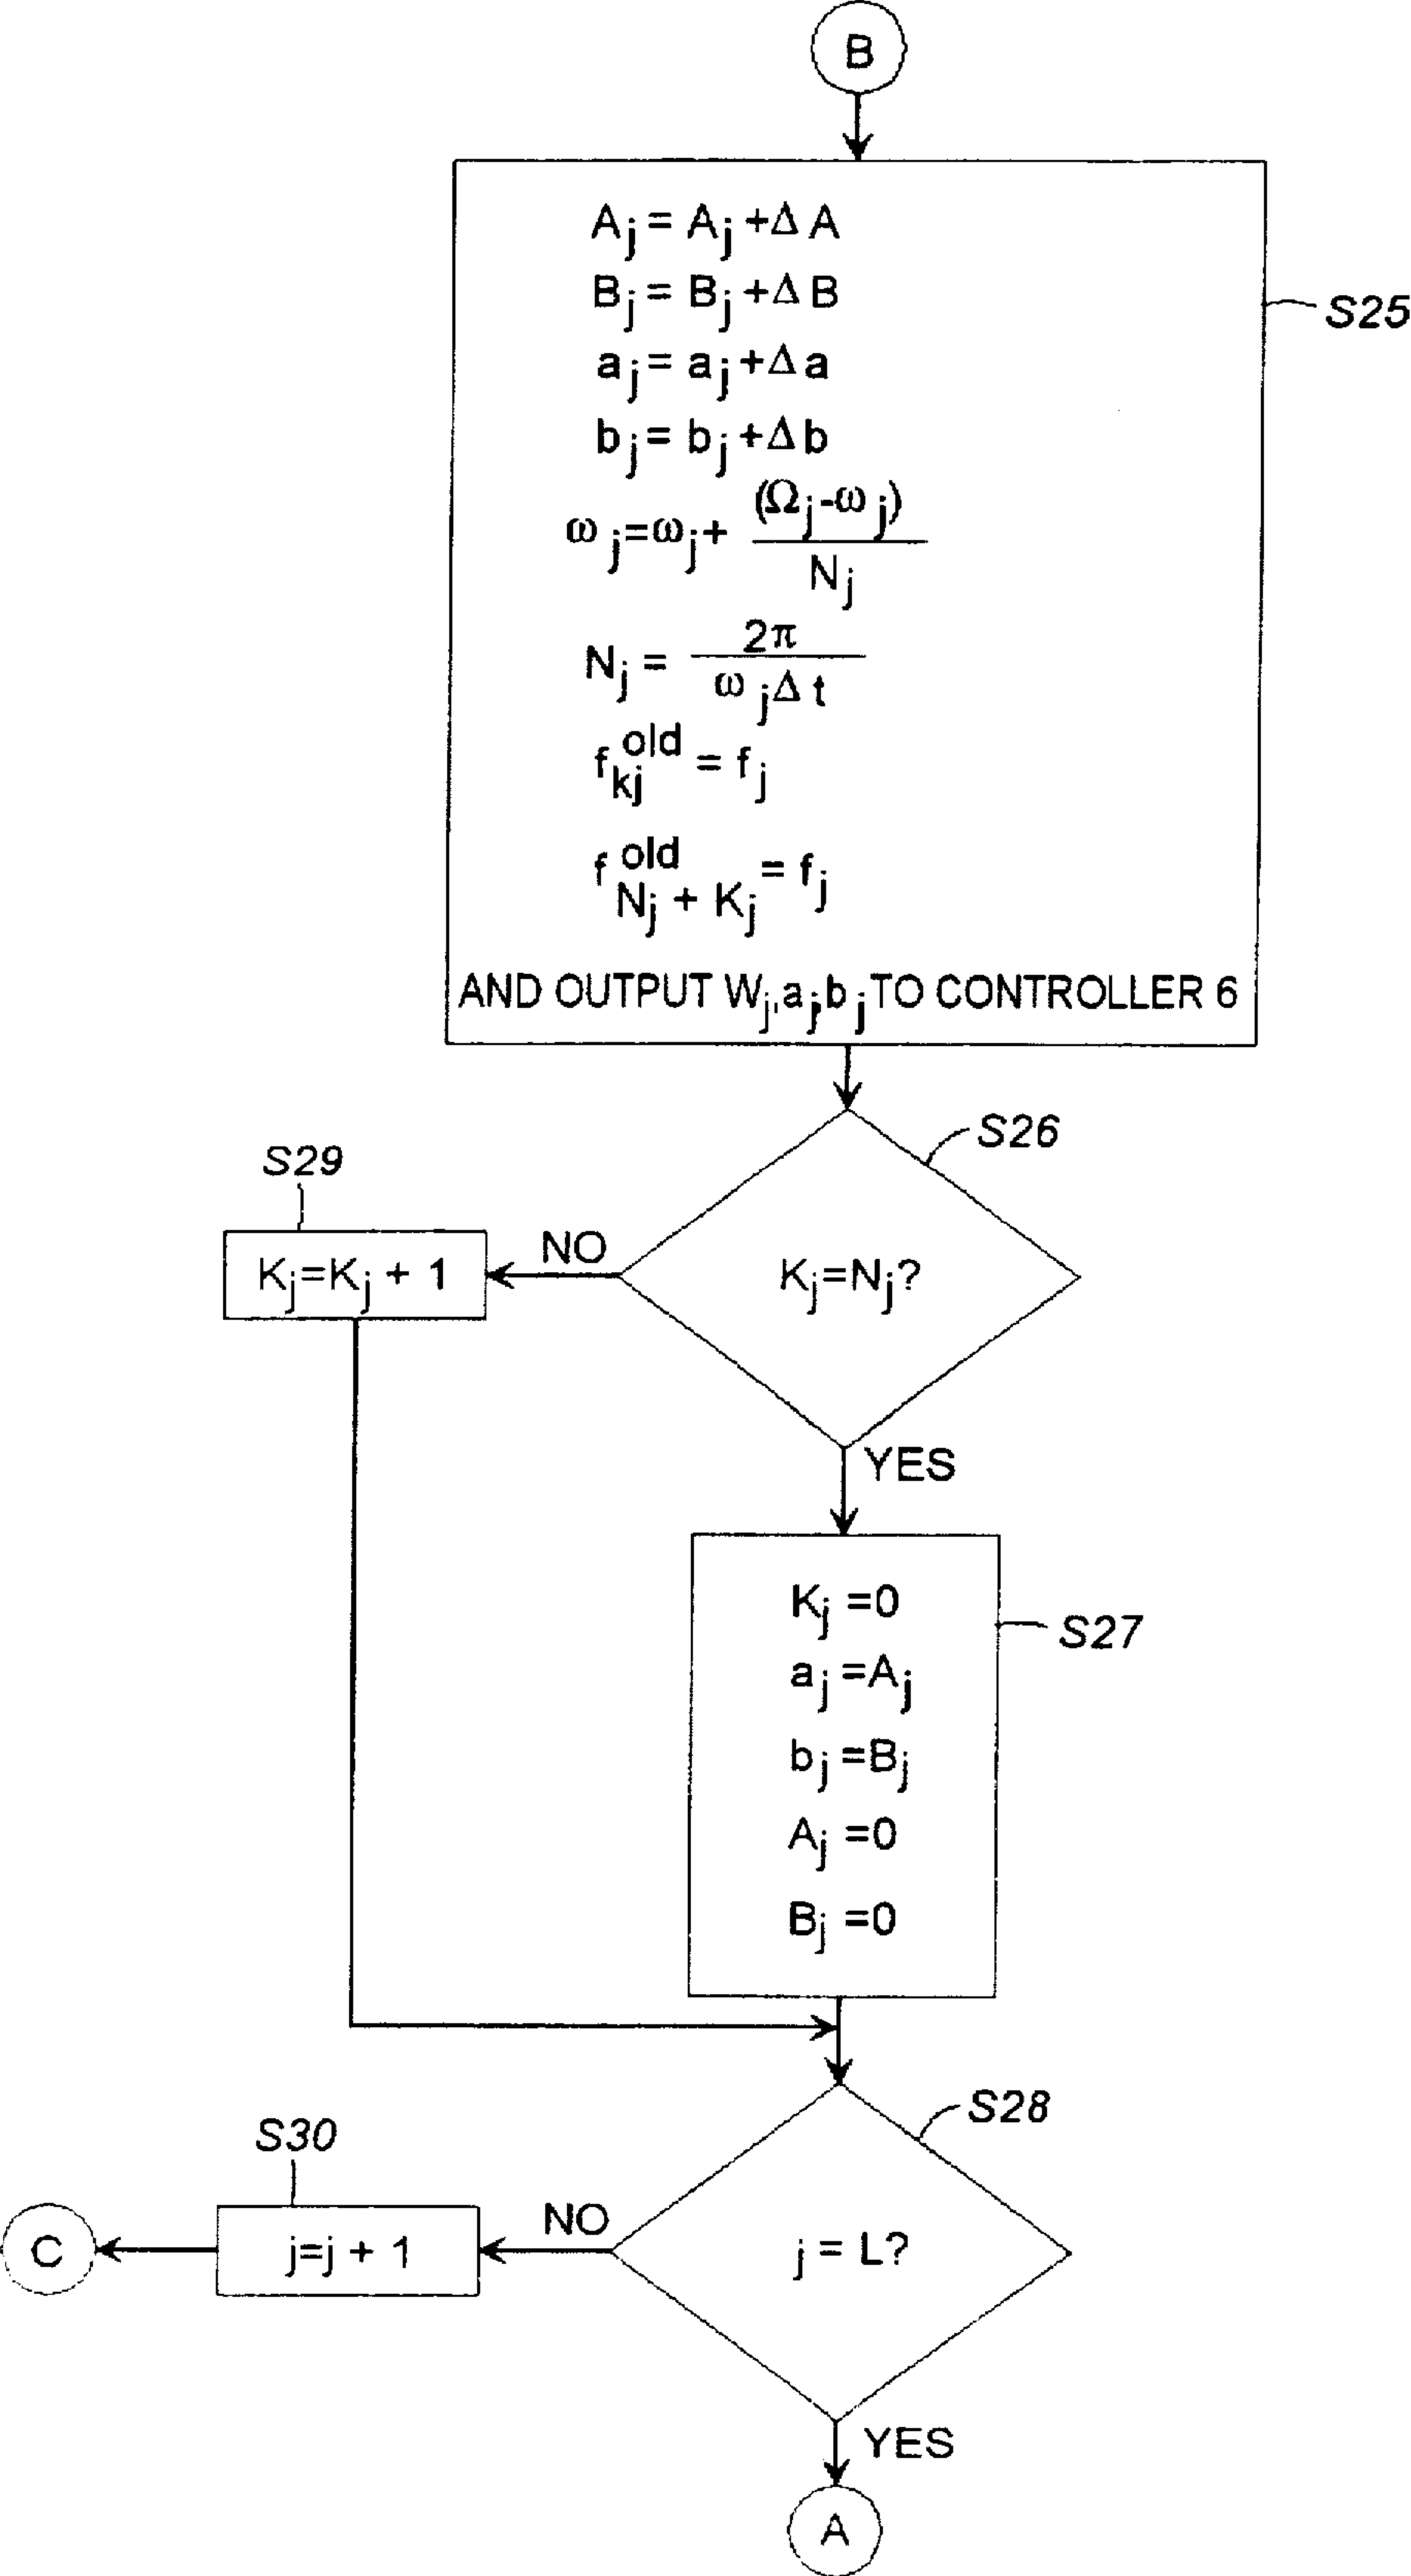 B
A_j = A_j + Δ A
B_j = B_j + Δ B
a_j = a_j + Δ a
b_j = b_j + Δ b
ω_j = ω_j + (Ω_j - ω_j) / N_j
N_j = 2π / ω_j Δ t
f_kj^old = f_j
f_N_j + K_j^old = f_j
AND OUTPUT W_j, a_j, b_j TO CONTROLLER 6
S25
S26
K_j = N_j?
NO
S29
K_j = K_j + 1
YES
K_j = 0
a_j = A_j
b_j = B_j
A_j = 0
B_j = 0
S27
S28
j = L?
NO
S30
j = j + 1
C
YES
A